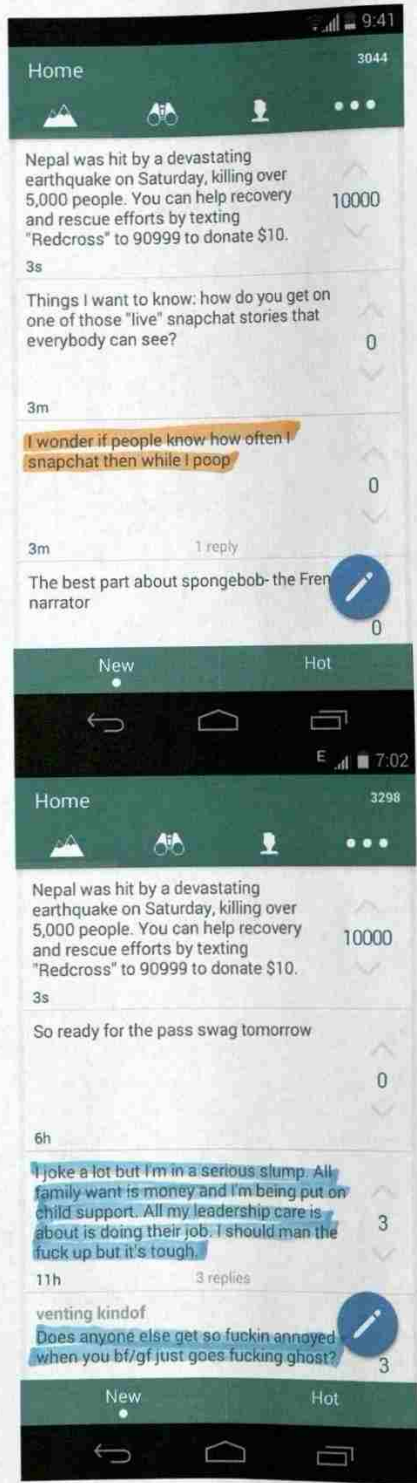 9:41
Home
3044
Nepal was hit by a devastating
earthquake on Saturday, killing over
5,000 people. You can help recovery
and rescue efforts by texting
"Redcross" to 90999 to donate $10.
10000
3s
Things I want to know: how do you get on
one of those "live" snapchat stories that
everybody can see?
0
3m
I wonder if people know how often I
snapchat then while I poop
0
3m
1 reply
The best part about spongebob- the Fren
narrator
0
New
Hot
E
7:02
Home
3298
Nepal was hit by a devastating
earthquake on Saturday, killing over
5,000 people. You can help recovery
and rescue efforts by texting
"Redcross" to 90999 to donate $10.
10000
3s
So ready for the pass swag tomorrow
0
6h
I joke a lot but I'm in a serious slump. All
family want is money and I'm being put on
child support. All my leadership care is
about is doing their job. I should man the
fuck up but it's tough.
3
11h
3 replies
venting kindof
Does anyone else get so fuckin annoyed
when you bf/gf just goes fucking ghost?
3
New
Hot